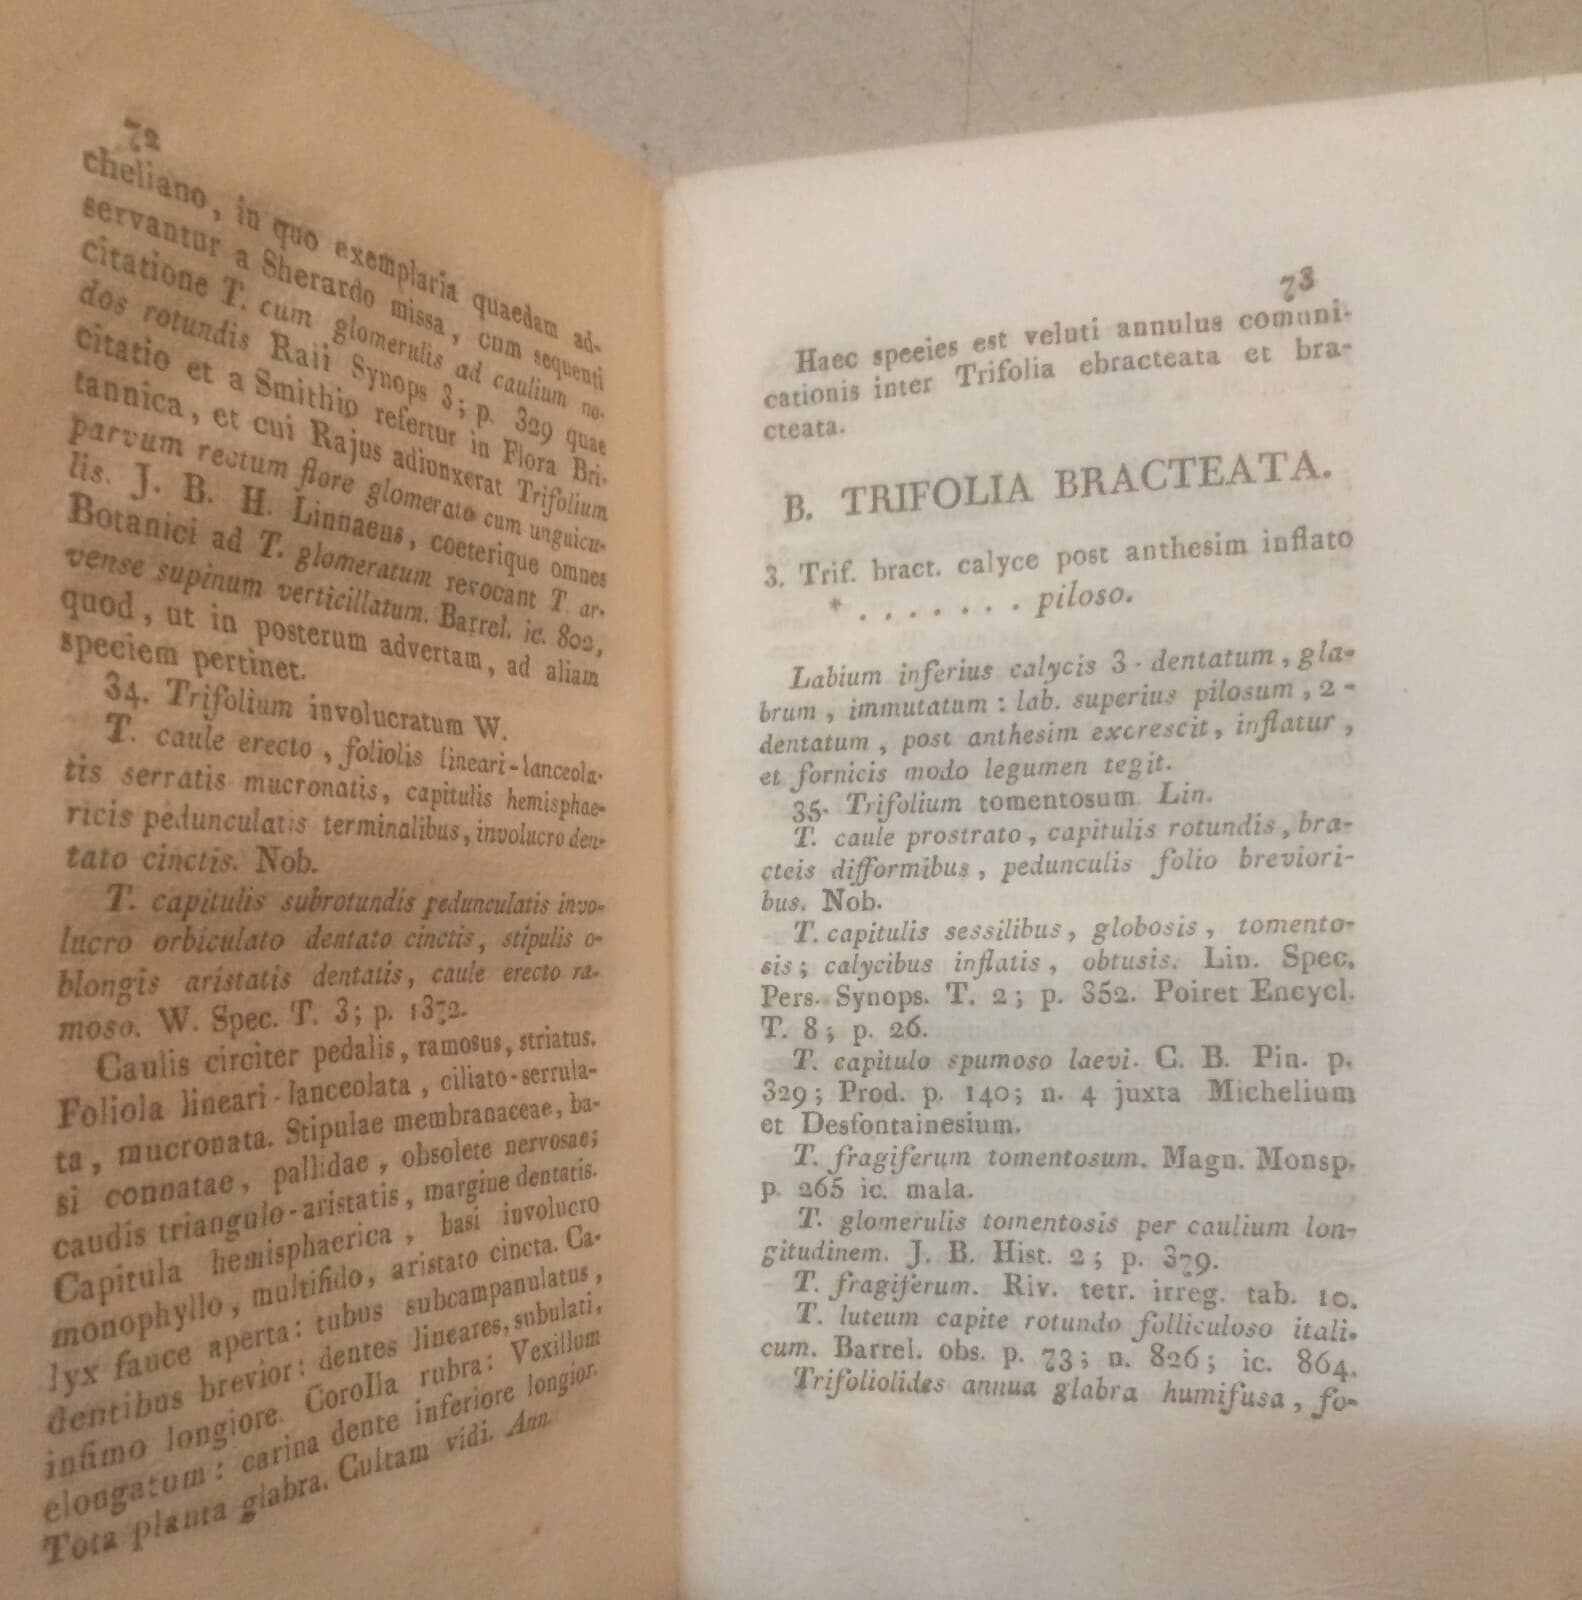 72
cheliano, in quo exemplaria quaedam ad-
servantur a Sherardo missa, cum sequenti
citatione T. cum glomerulis ad caulium no-
dos rotundis Raii Synops 3; p. 329 quae
citatio et a Smithio refertur in Flora Bri-
tannica, et cui Rajus adiunxerat Trifolium
parvum rectum flore glomerato cum unguicu-
lis. J. B. H. Linnaeus, coeterique omnes
Botanici ad T. glomeratum revocant T. ar-
vense supinum verticillatum. Barrel. ic. 802,
quod, ut in posterum advertam, ad aliam
speciem pertinet.
34. Trifolium involucratum W.
T. caule erecto, foliolis lineari-lanceola-
tis serratis mucronatis, capitulis hemisphae-
ricis pedunculatis terminalibus, involucro den-
tato cinctis. Nob.
T. capitulis subrotundis pedunculatis invo-
lucro orbiculato dentato cinctis, stipulis o-
blongis aristatis dentatis, caule erecto ra-
moso. W. Spec. T. 3; p. 1372.
Caulis circiter pedalis, ramosus, striatus.
Foliola lineari-lanceolata, ciliato-serrula-
ta, mucronata. Stipulae membranaceae, ba-
si connatae, pallidae, obsolete nervosae;
caudis triangulo-aristatis, margine dentatis.
Capitula hemisphaerica, basi involucro
monophyllo, multifido, aristato cincta. Ca-
lyx fauce aperta: tubus subcampanulatus,
dentibus brevior: dentes lineares, subulati,
infimo longiore. Corolla rubra: Vexillum
elongatum: carina dente inferiore longior.
Tota planta glabra. Cultam vidi. Ann.
73
Haec speeies est veluti annulus comuni-
cationis inter Trifolia ebracteata et bra-
cteata.
B. TRIFOLIA BRACTEATA.
3. Trif. bract. calyce post anthesim inflato
* . . . . . . . piloso.
Labium inferius calycis 3-dentatum, gla-
brum, immutatum: lab. superius pilosum, 2-
dentatum, post anthesim excrescit, inflatur,
et fornicis modo legumen tegit.
35. Trifolium tomentosum Lin.
T. caule prostrato, capitulis rotundis, bra-
cteis difformibus, pedunculis folio breviori-
bus. Nob.
T. capitulis sessilibus, globosis, tomento-
sis; calycibus inflatis, obtusis. Lin. Spec.
Pers. Synops. T. 2; p. 352. Poiret Encycl.
T. 8; p. 26.
T. capitulo spumoso laevi. C. B. Pin. p.
329; Prod. p. 140; n. 4 juxta Michelium
et Desfontainesium.
T. fragiferum tomentosum. Magn. Monsp.
p. 265 ic. mala.
T. glomerulis tomentosis per caulium lon-
gitudinem. J. B. Hist. 2; p. 379.
T. fragiferum. Riv. tetr. irreg. tab. 10.
T. luteum capite rotundo folliculoso itali-
cum. Barrel. obs. p. 73; n. 826; ic. 864.
Trifoliolides annua glabra humifusa, fo-